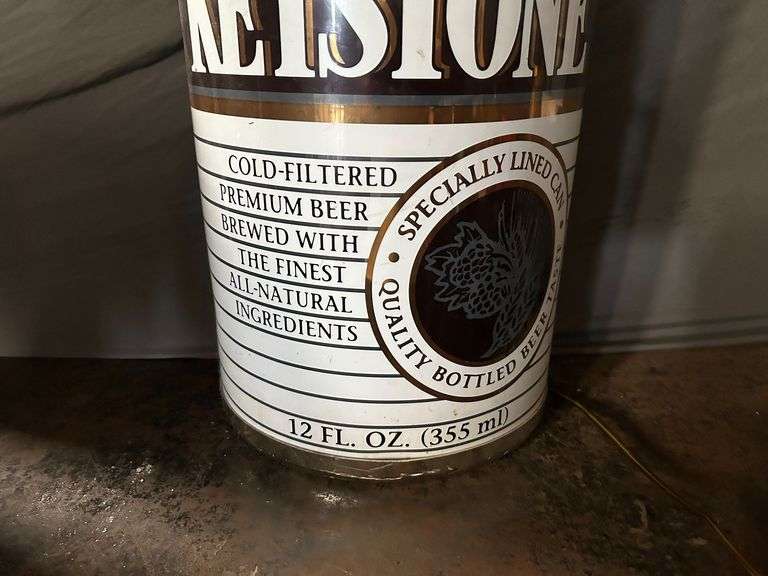 KEYSTONE
COLD-FILTERED
PREMIUM BEER
BREWED WITH
THE FINEST
ALL-NATURAL
INGREDIENTS
• SPECIALLY LINED CAN •
QUALITY BOTTLED BEER TASTE
12 FL. OZ. (355 ml)